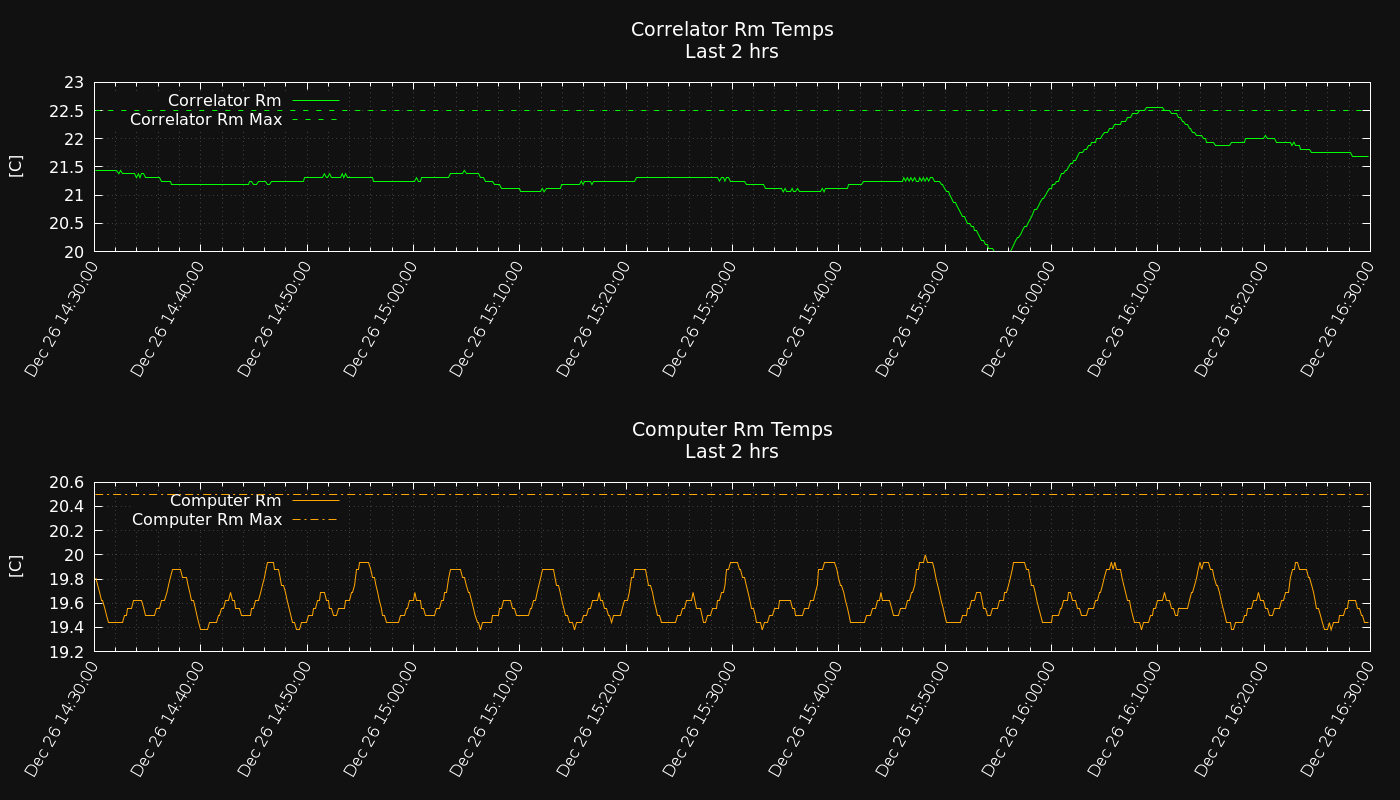 Correlator Rm Temps
Last 2 hrs
23
22.5
22
21.5
21
20.5
20
[C]
Correlator Rm
Correlator Rm Max
Dec 26 14:30:00
Dec 26 14:40:00
Dec 26 14:50:00
Dec 26 15:00:00
Dec 26 15:10:00
Dec 26 15:20:00
Dec 26 15:30:00
Dec 26 15:40:00
Dec 26 15:50:00
Dec 26 16:00:00
Dec 26 16:10:00
Dec 26 16:20:00
Dec 26 16:30:00
Computer Rm Temps
Last 2 hrs
20.6
20.4
20.2
20
19.8
19.6
19.4
19.2
[C]
Computer Rm
Computer Rm Max
Dec 26 14:30:00
Dec 26 14:40:00
Dec 26 14:50:00
Dec 26 15:00:00
Dec 26 15:10:00
Dec 26 15:20:00
Dec 26 15:30:00
Dec 26 15:40:00
Dec 26 15:50:00
Dec 26 16:00:00
Dec 26 16:10:00
Dec 26 16:20:00
Dec 26 16:30:00